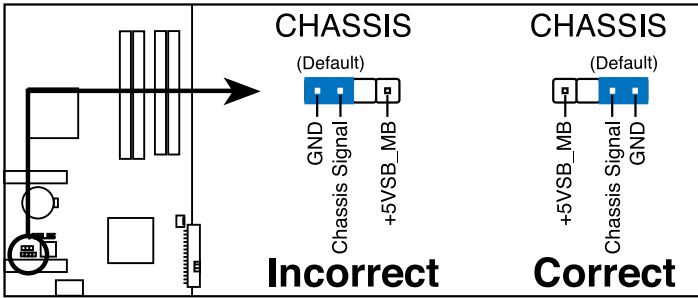 CHASSIS
(Default)
GND
Chassis Signal
+5VSB_MB
Incorrect
CHASSIS
(Default)
+5VSB_MB
Chassis Signal
GND
Correct